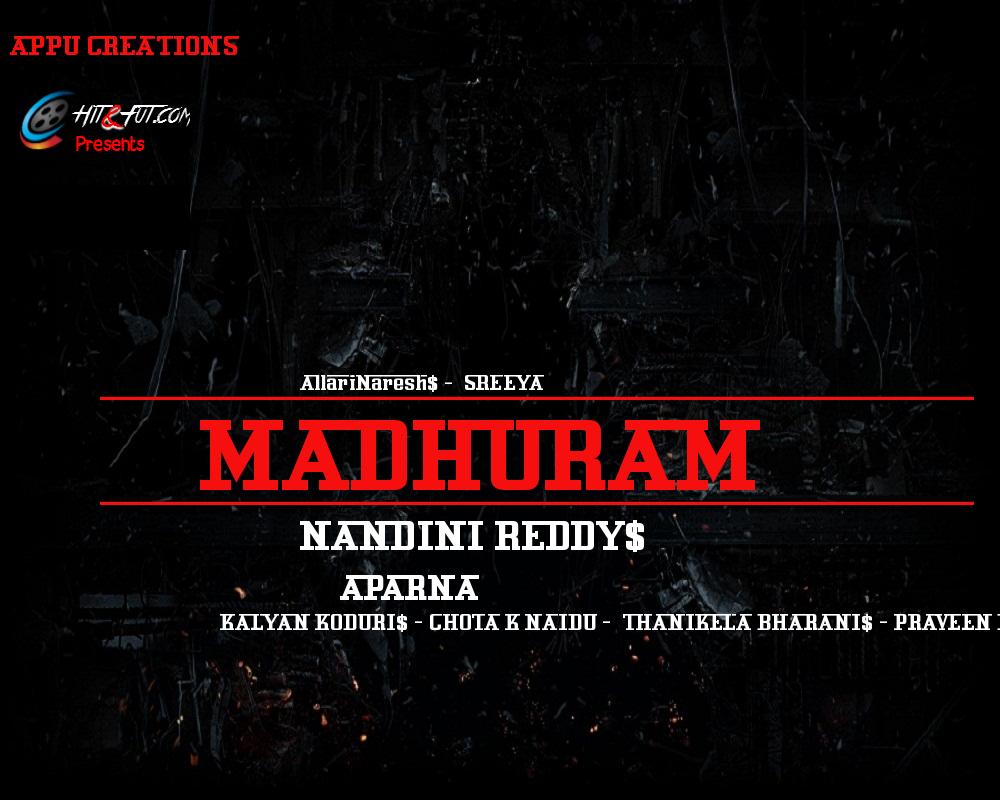 APPU CREATIONS
HIT&FUT.COM
Presents
AllariNaresh$ - SREEYA
MADHURAM
NANDINI REDDY$
APARNA
KALYAN KODURI$ - CHOTA K NAIDU - THANIKELA BHARANI$ - PRAVEEN